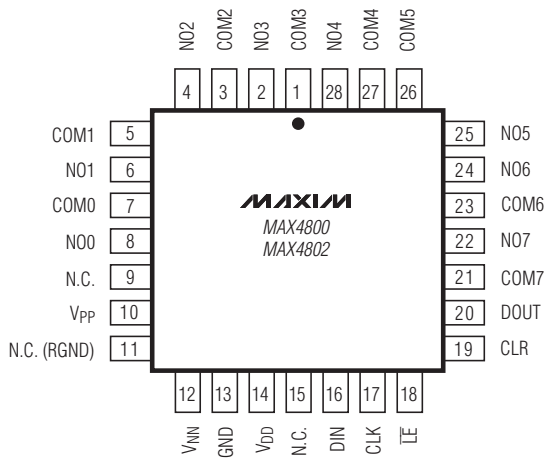 NO2 COM2 NO3 COM3 NO4 COM4 COM5
4 3 2 1 28 27 26
COM1 5
NO1 6
COM0 7
NO0 8
N.C. 9
VPP 10
N.C. (RGND) 11
MAXIM
MAX4800
MAX4802
25 NO5
24 NO6
23 COM6
22 NO7
21 COM7
20 DOUT
19 CLR
12 13 14 15 16 17 18
VNN GND VDD N.C. DIN CLK L̅E̅